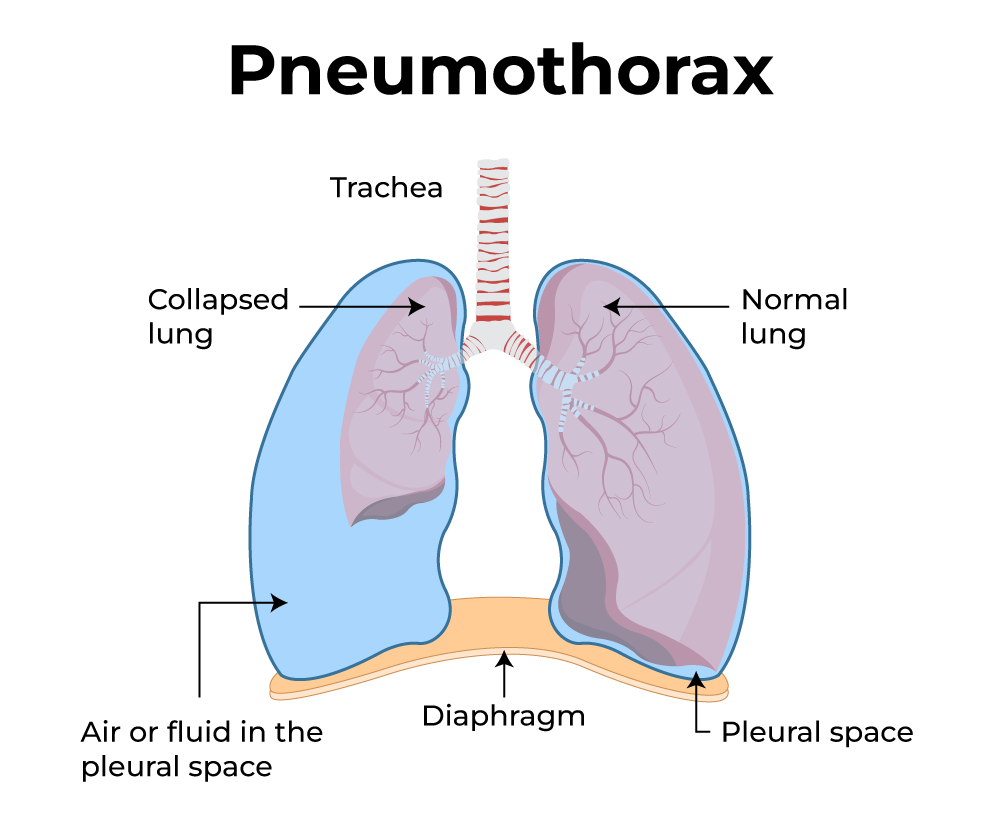 Pneumothorax
Trachea
Collapsed
lung
Normal
lung
Air or fluid in the
pleural space
Diaphragm
Pleural space